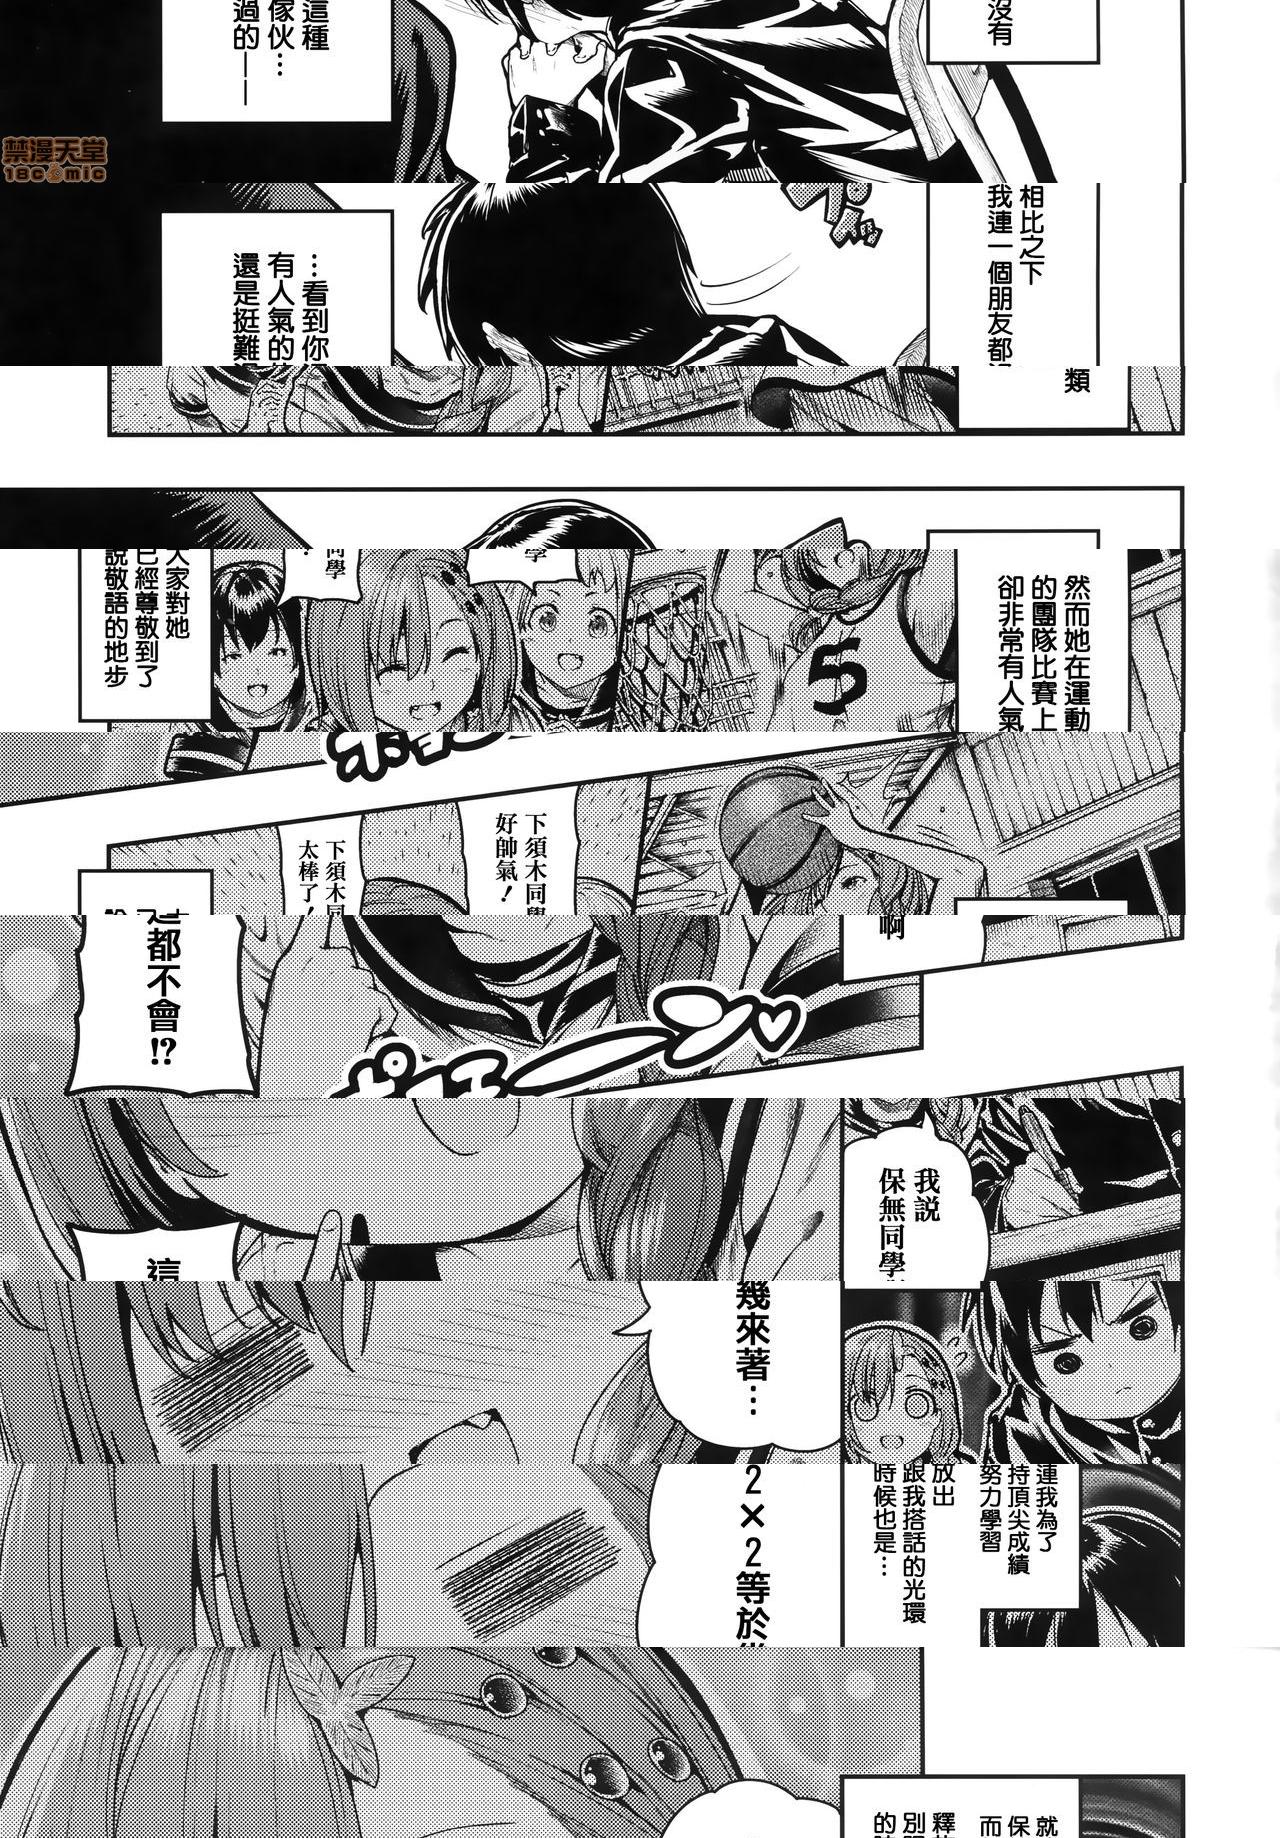 沒有
這種
傢伙…
過的——
禁漫天堂
18comic
相比之下
我連一個朋友都
…看到你
有人氣的
還是挺難
類
然而她在運動
的團隊比賽上
卻非常有人氣
學
同學
大家對她
已經尊敬到了
說敬語的地步
5
下須木同學
好帥氣！
下須木同
太棒了！
啊
都不會!?
我説
保無同學
這
幾來著…
連我為了
持頂尖成績
努力學習
放出
跟我搭話的光環
時候也是…
2×2等於
就
保
而
別
的